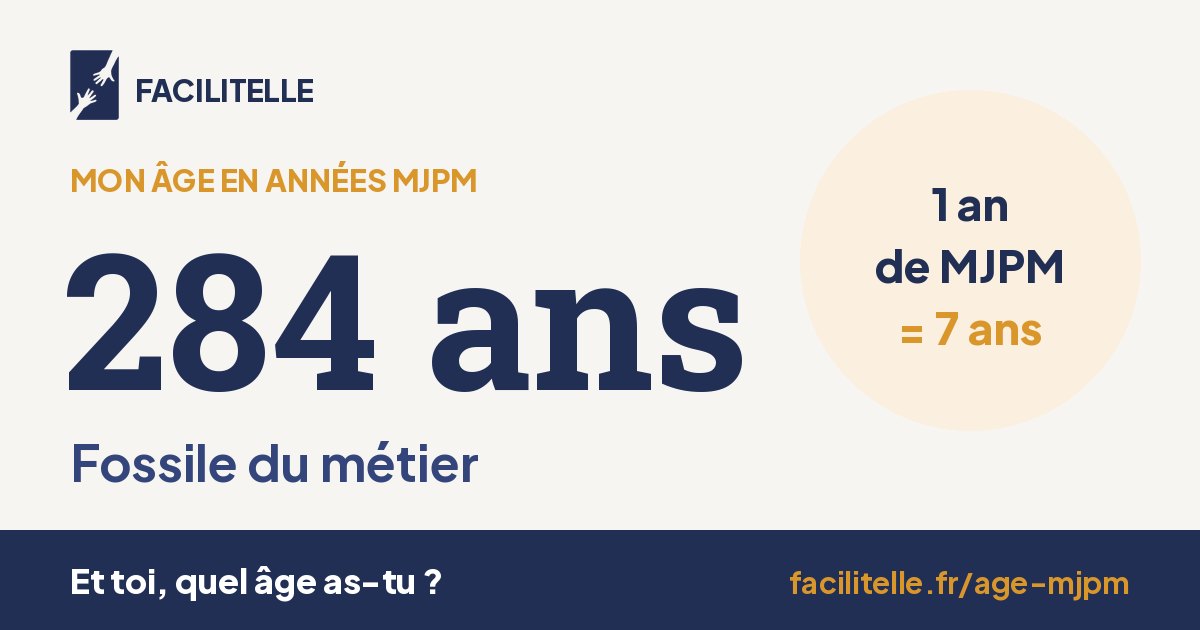 FACILITELLE
MON ÂGE EN ANNÉES MJPM
284 ans
Fossile du métier
1 an
de MJPM
= 7 ans
Et toi, quel âge as-tu ?
facilitelle.fr/age-mjpm